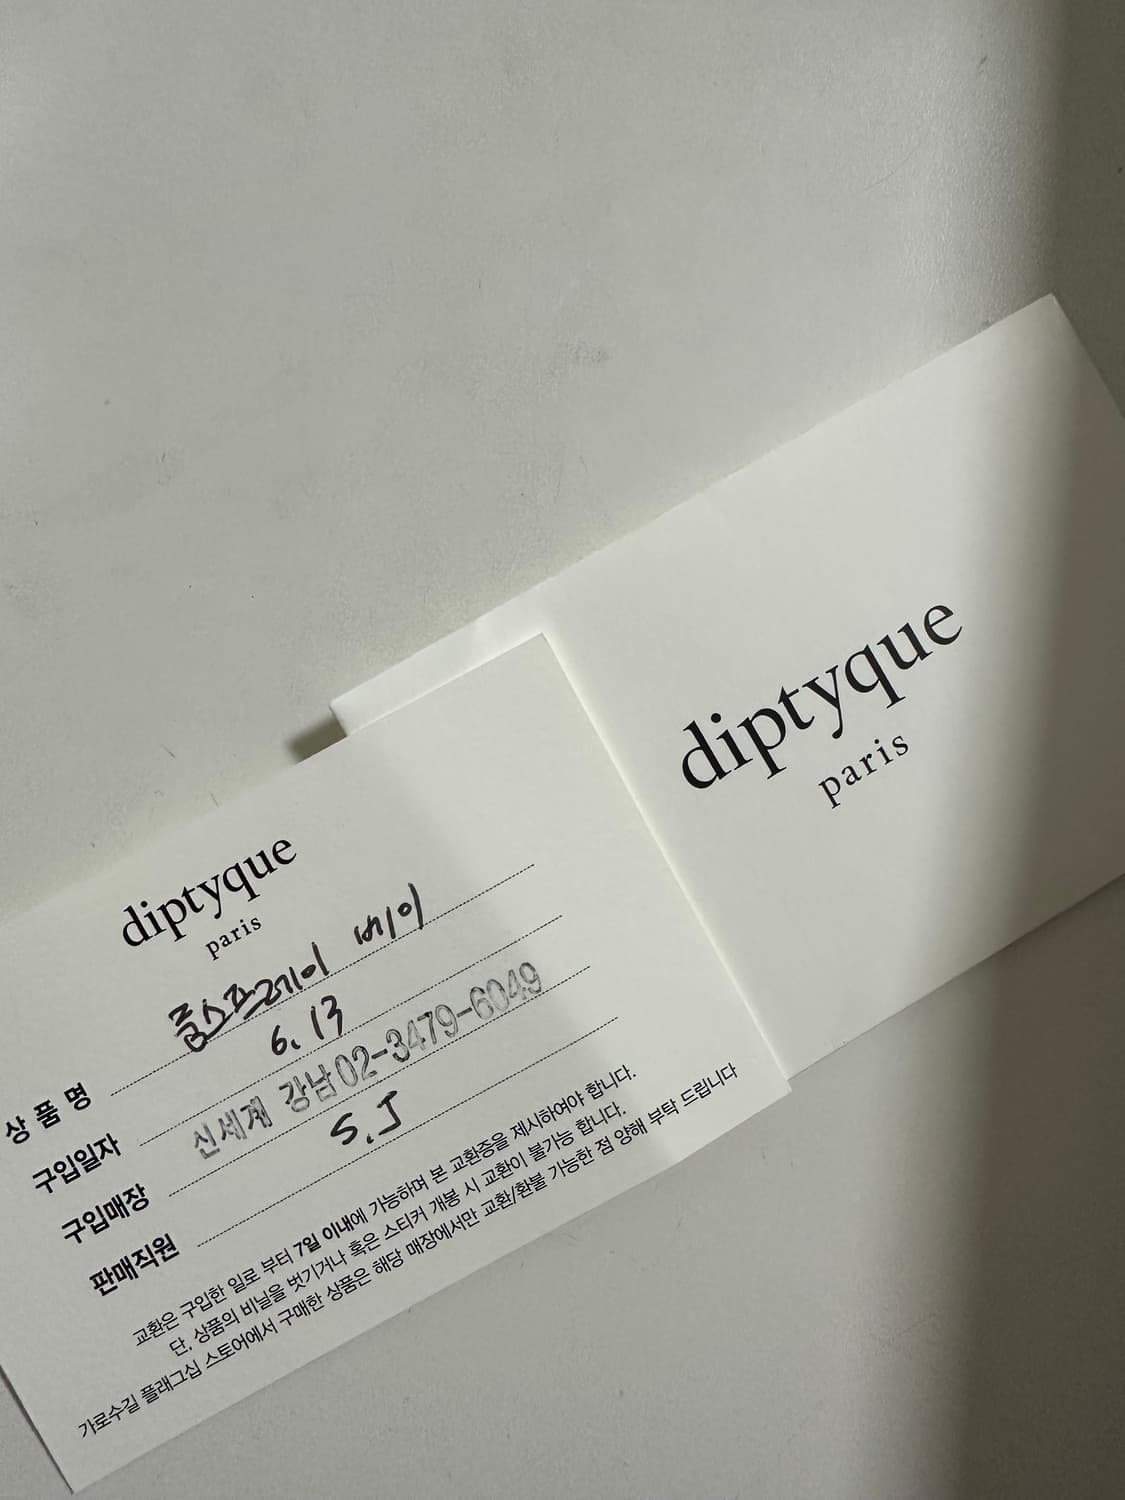 diptyque
paris
diptyque
paris
상품명 룸스프레이 베이
구입일자 6.13
구입매장 신세계 강남 02-3479-6049
판매직원 S.J
교환은 구입한 일로 부터 7일 이내에 가능하며 본 교환증을 제시하여야 합니다.
단, 상품의 비닐을 벗기거나 혹은 스티커 개봉 시 교환이 불가능 합니다.
가로수길 플래그십 스토어에서 구매한 상품은 해당 매장에서만 교환/환불 가능한 점 양해 부탁 드립니다